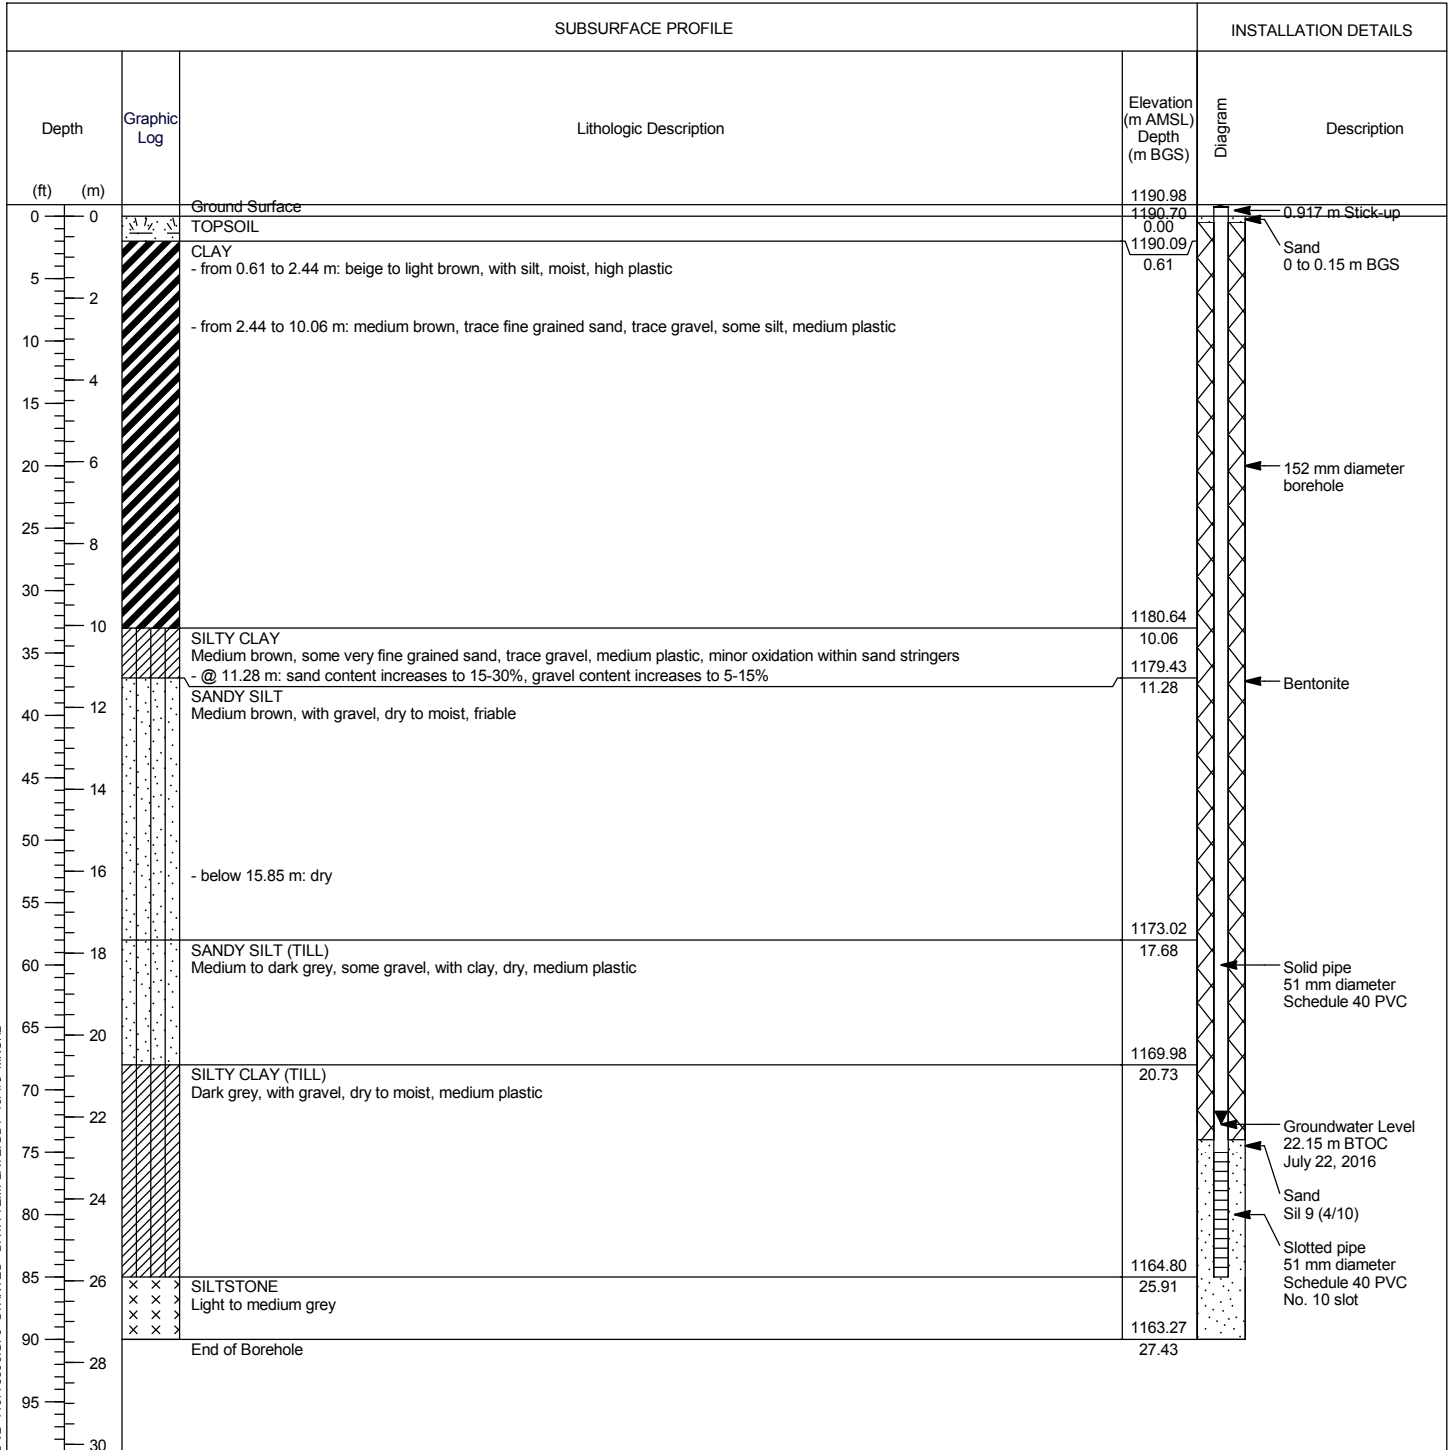 SUBSURFACE PROFILE
INSTALLATION DETAILS
Depth
Graphic
Log
Lithologic Description
Elevation
(m AMSL)
Depth
(m BGS)
Diagram
Description
(ft) (m)
1190.98
Ground Surface
1190.70
0.917 m Stick-up
0 0
TOPSOIL
0.00
CLAY
1190.09
Sand
- from 0.61 to 2.44 m: beige to light brown, with silt, moist, high plastic
0.61
0 to 0.15 m BGS
5
2
- from 2.44 to 10.06 m: medium brown, trace fine grained sand, trace gravel, some silt, medium plastic
10
4
15
20
6
152 mm diameter
borehole
25
8
30
1180.64
10
SILTY CLAY
10.06
35
Medium brown, some very fine grained sand, trace gravel, medium plastic, minor oxidation within sand stringers
1179.43
- @ 11.28 m: sand content increases to 15-30%, gravel content increases to 5-15%
11.28
Bentonite
SANDY SILT
12
40
Medium brown, with gravel, dry to moist, friable
45
14
50
16
- below 15.85 m: dry
55
1173.02
SANDY SILT (TILL)
17.68
18
60
Medium to dark grey, some gravel, with clay, dry, medium plastic
Solid pipe
51 mm diameter
Schedule 40 PVC
65
20
1169.98
SILTY CLAY (TILL)
20.73
70
Dark grey, with gravel, dry to moist, medium plastic
22
Groundwater Level
22.15 m BTOC
July 22, 2016
75
24
Sand
Sil 9 (4/10)
80
Slotted pipe
51 mm diameter
Schedule 40 PVC
No. 10 slot
1164.80
85
26
SILTSTONE
25.91
Light to medium grey
1163.27
90
End of Borehole
27.43
28
95
30